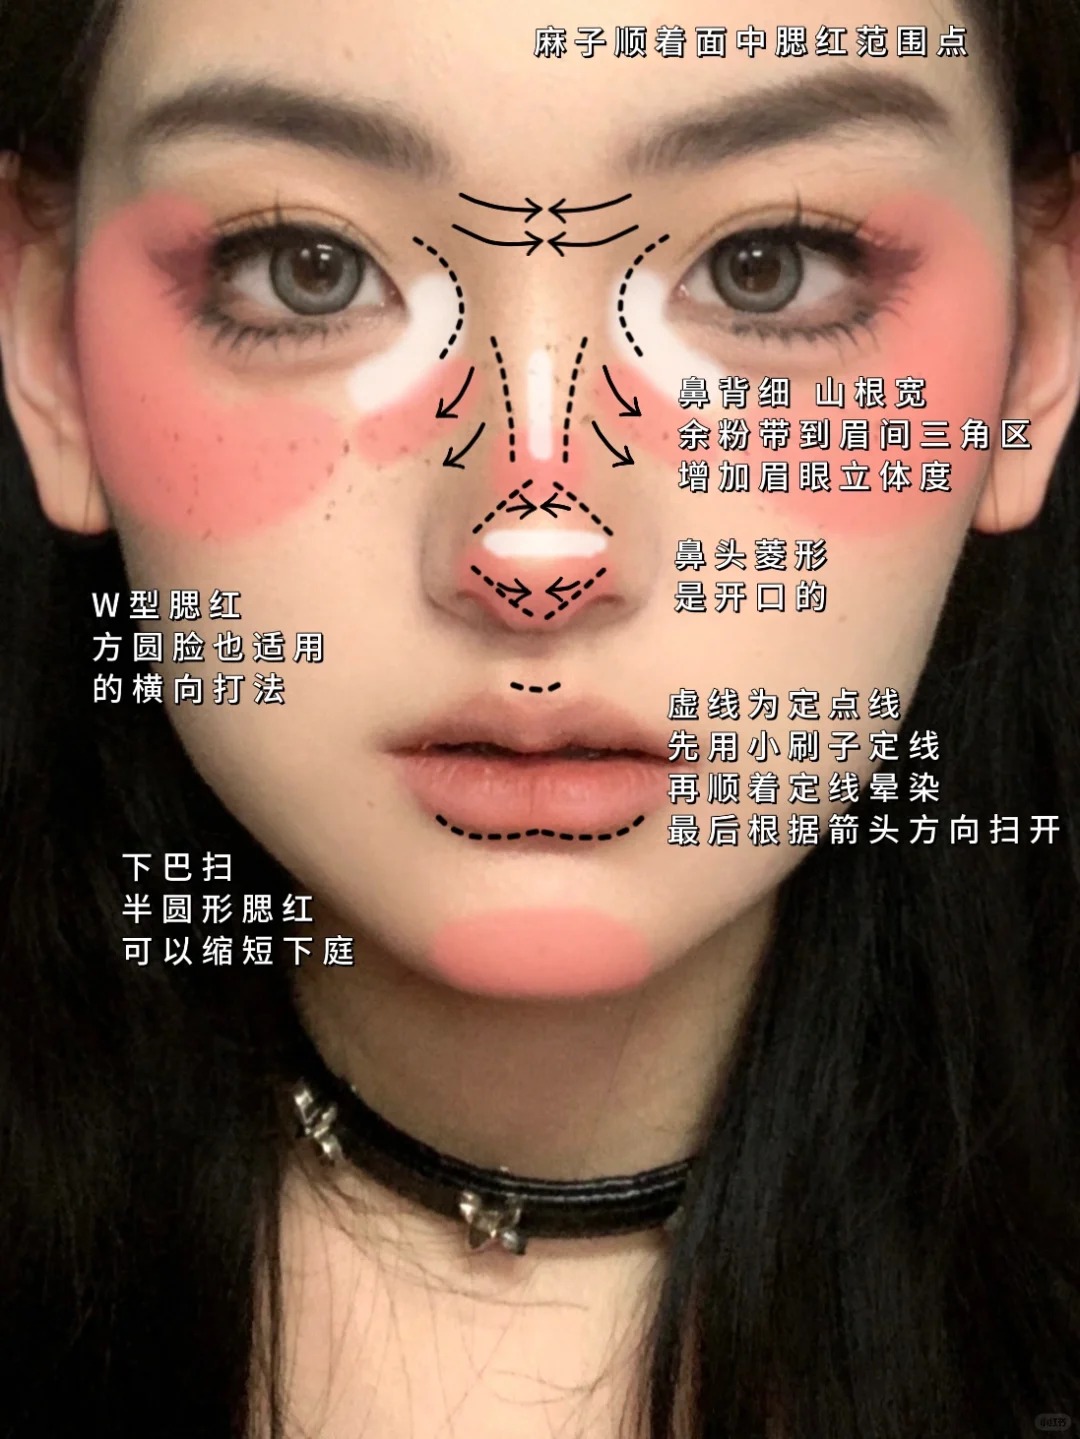 麻子顺着面中腮红范围点
鼻背细 山根宽
余粉带到眉间三角区
增加眉眼立体度
鼻头菱形
是开口的
W型腮红
方圆脸也适用
的横向打法
虚线为定点线
先用小刷子定线
再顺着定线晕染
最后根据箭头方向扫开
下巴扫
半圆形腮红
可以缩短下庭